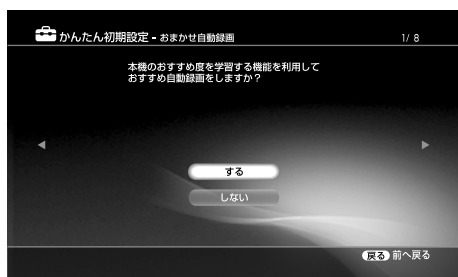 かんたん初期設定 - おまかせ自動録画 1/ 8
本機のおすすめ度を学習する機能を利用して
おすすめ自動録画をしますか？
する
しない
戻る 前へ戻る